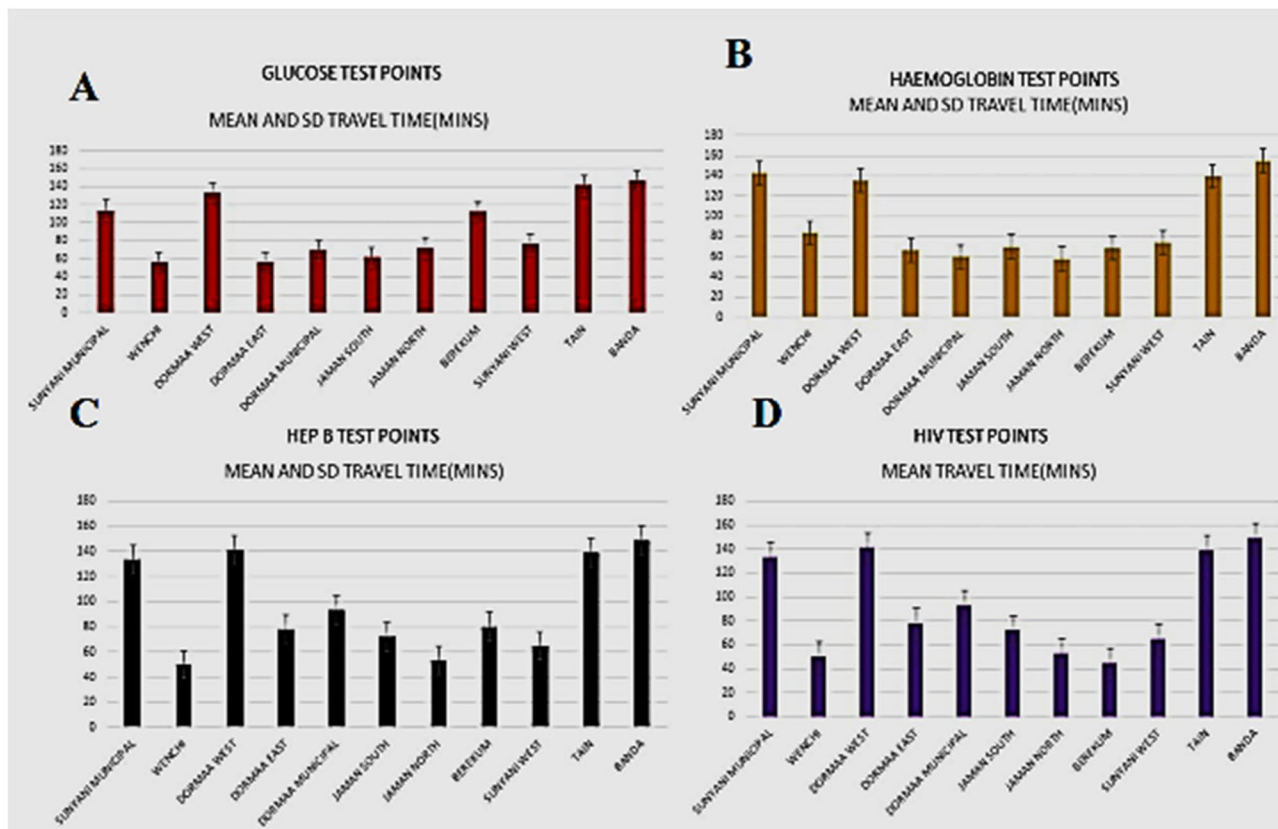 A
GLUCOSE TEST POINTS
MEAN AND SD TRAVEL TIME(MINS)
180
160
140
120
100
80
60
40
20
0
SUNYANI MUNICIPAL
WENCHI
DORMAA WEST
DORMAA EAST
DORMAA MUNICIPAL
JAMAN SOUTH
JAMAN NORTH
BEREKUM
SUNYANI WEST
TAIN
BANDA
B
HAEMOGLOBIN TEST POINTS
MEAN AND SD TRAVEL TIME(MINS)
180
160
140
120
100
80
60
40
20
0
SUNYANI MUNICIPAL
WENCHI
DORMAA WEST
DORMAA EAST
DORMAA MUNICIPAL
JAMAN SOUTH
JAMAN NORTH
BEREKUM
SUNYANI WEST
TAIN
BANDA
C
HEP B TEST POINTS
MEAN AND SD TRAVEL TIME(MINS)
180
160
140
120
100
80
60
40
20
0
SUNYANI MUNICIPAL
WENCHI
DORMAA WEST
DORMAA EAST
DORMAA MUNICIPAL
JAMAN SOUTH
JAMAN NORTH
BEREKUM
SUNYANI WEST
TAIN
BANDA
D
HIV TEST POINTS
MEAN TRAVEL TIME(MINS)
180
160
140
120
100
80
60
40
20
0
SUNYANI MUNICIPAL
WENCHI
DORMAA WEST
DORMAA EAST
DORMAA MUNICIPAL
JAMAN SOUTH
JAMAN NORTH
BEREKUM
SUNYANI WEST
TAIN
BANDA